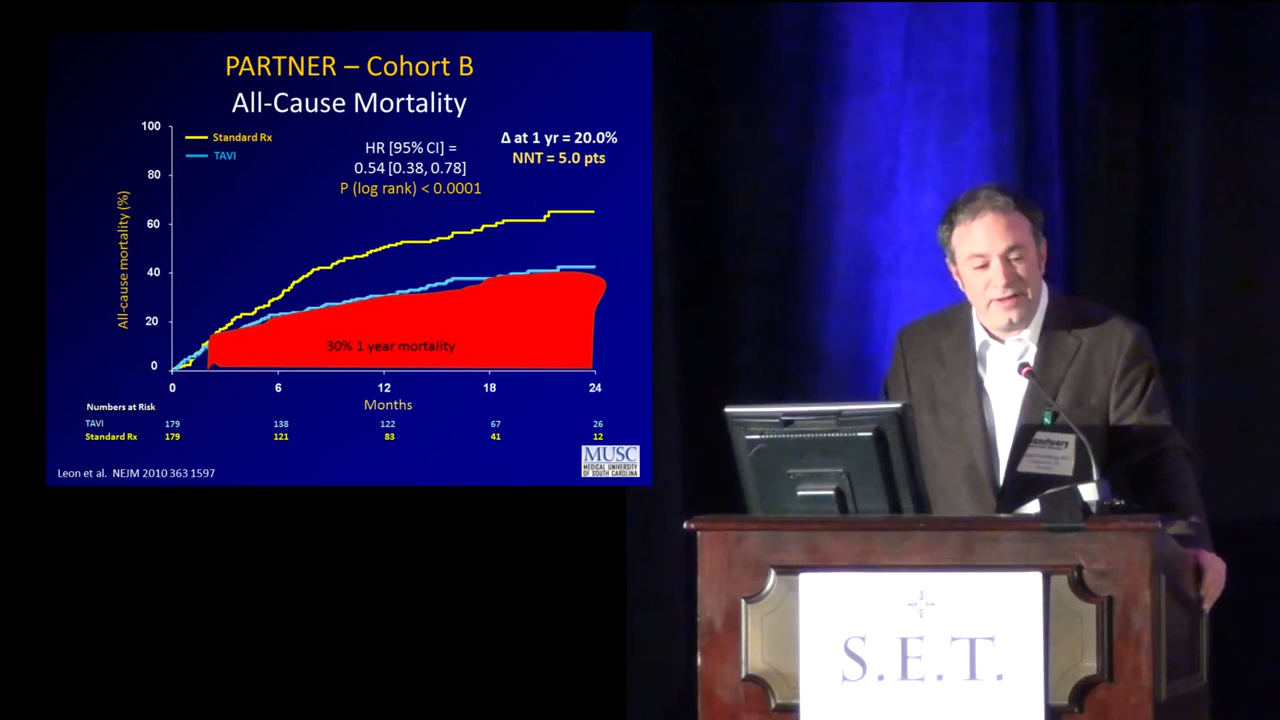 PARTNER – Cohort B
All-Cause Mortality
Standard Rx
TAVI
HR [95% CI] =
0.54 [0.38, 0.78]
P (log rank) < 0.0001
Δ at 1 yr = 20.0%
NNT = 5.0 pts
All-cause mortality (%)
100
80
60
40
20
0
30% 1 year mortality
0 6 12 18 24
Months
Numbers at Risk
TAVI 179 138 122 67 26
Standard Rx 179 121 83 41 12
Leon et al. NEJM 2010 363 1597
MUSC
MEDICAL UNIVERSITY
OF SOUTH CAROLINA
S.E.T.